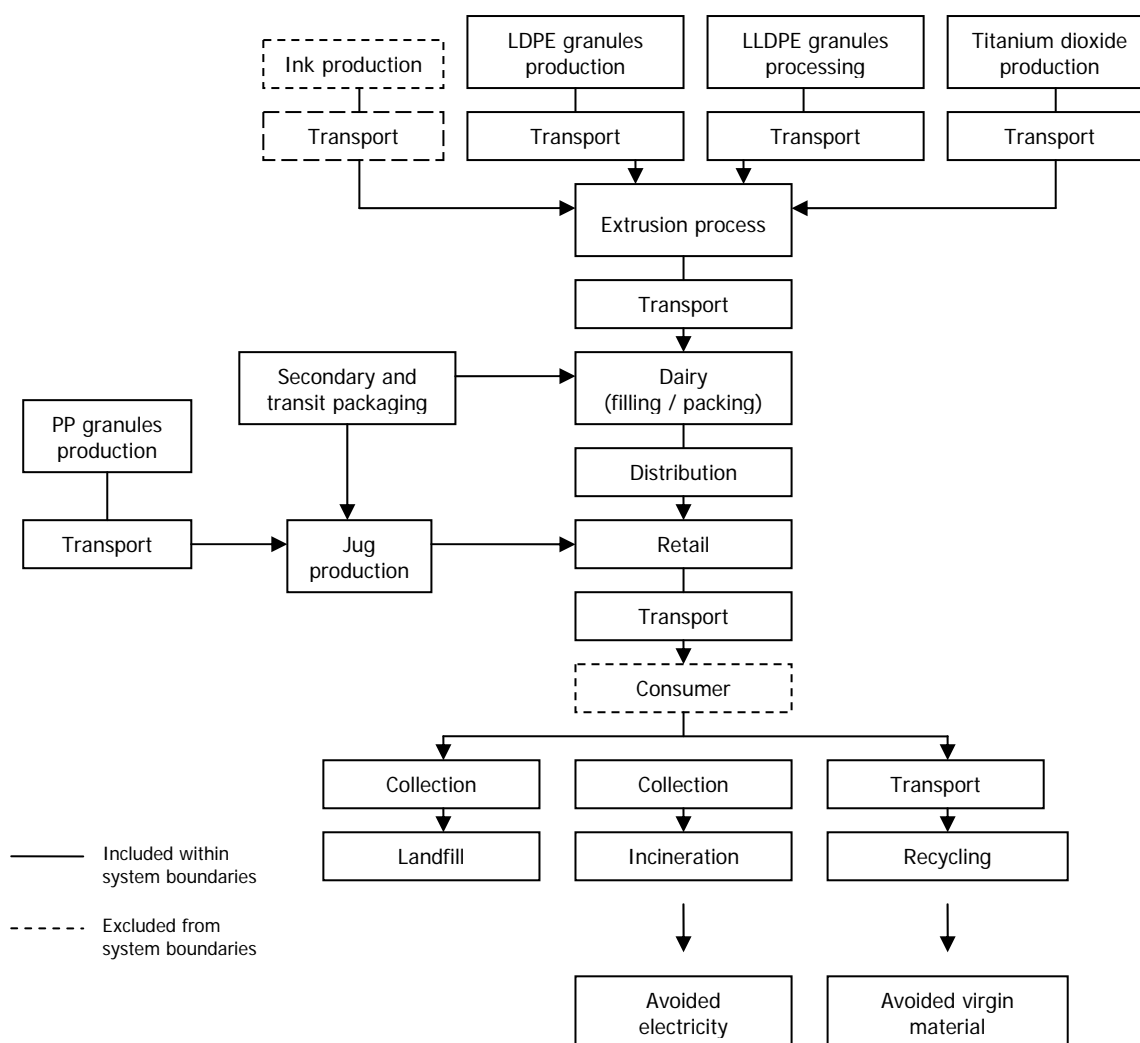 Ink production
LDPE granules
production
LLDPE granules
processing
Titanium dioxide
production
Transport
Transport
Transport
Transport
Extrusion process
Transport
Secondary and
transit packaging
Dairy
(filling / packing)
PP granules
production
Distribution
Transport
Jug
production
Retail
Transport
Consumer
Collection
Collection
Transport
Landfill
Incineration
Recycling
Included within
system boundaries
Excluded from
system boundaries
Avoided
electricity
Avoided virgin
material